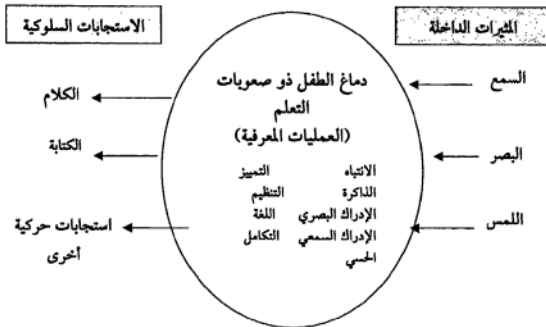 المثيرات الداخلة
الاستجابات السلوكية
السمع
البصر
اللمس
دماغ الطفل ذو صعوبات
التعلم
(العمليات المعرفية)
الانتباه التمييز
الذاكرة التنظيم
الإدراك البصري اللغة
الإدراك السمعي التكامل
الحسي
الكلام
الكتابة
استجابات حركية
أخرى